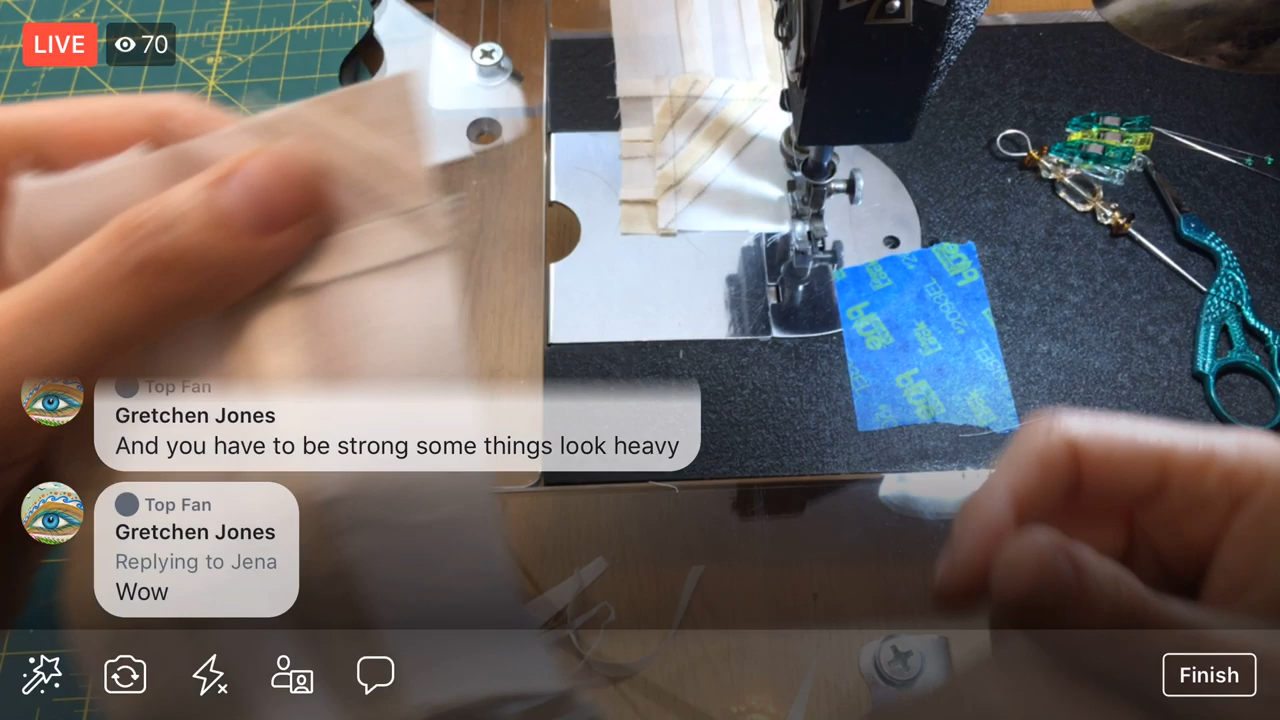 LIVE 70
Top Fan
Gretchen Jones
And you have to be strong some things look heavy
Top Fan
Gretchen Jones
Replying to Jena
Wow
Finish